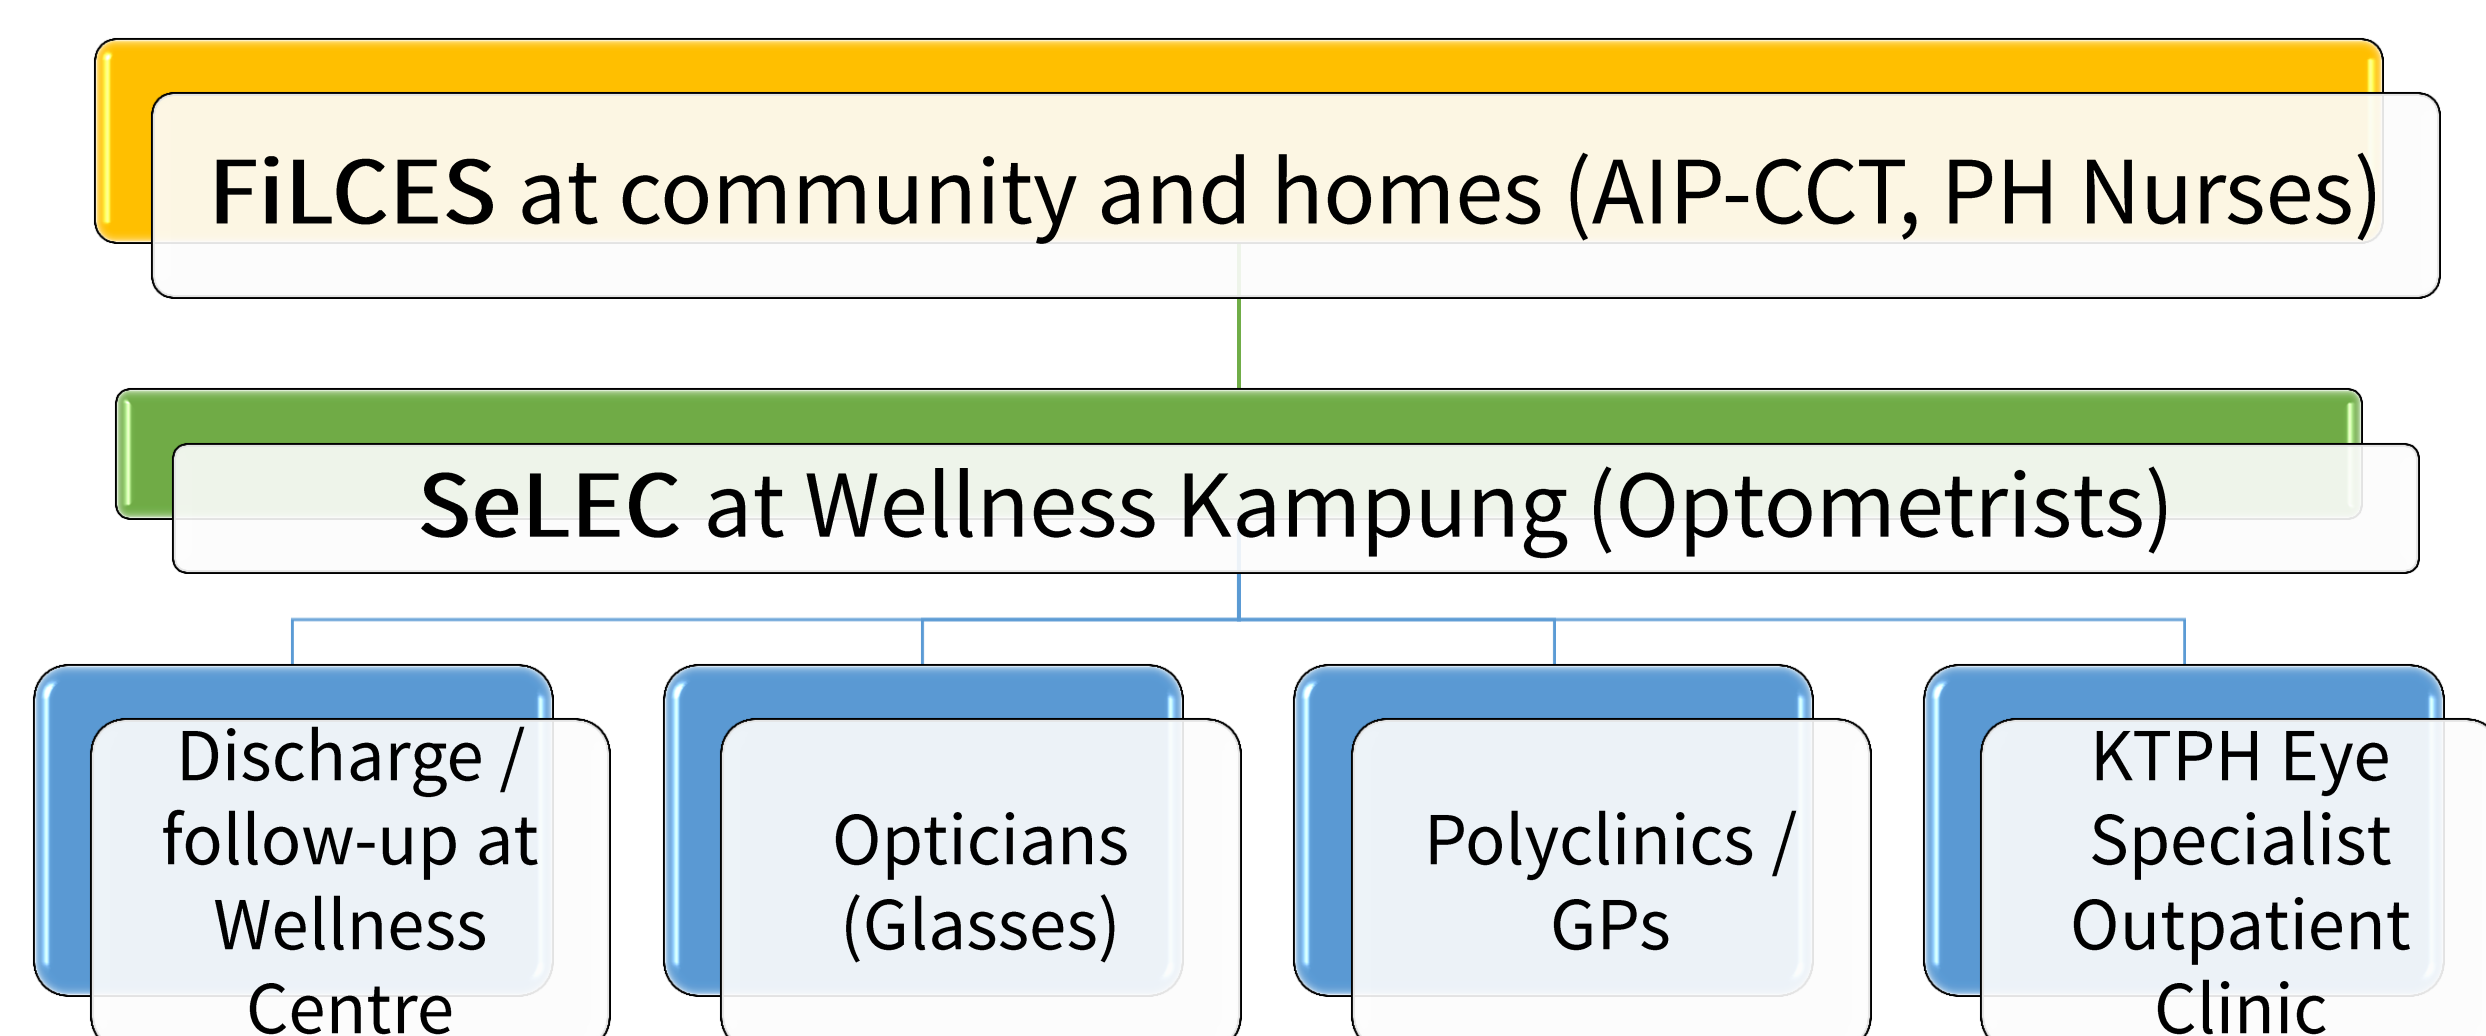 FiLCES at community and homes (AIP-CCT, PH Nurses)
SeLEC at Wellness Kampung (Optometrists)
Discharge /
follow-up at
Wellness
Centre
Opticians
(Glasses)
Polyclinics /
GPs
KTPH Eye
Specialist
Outpatient
Clinic